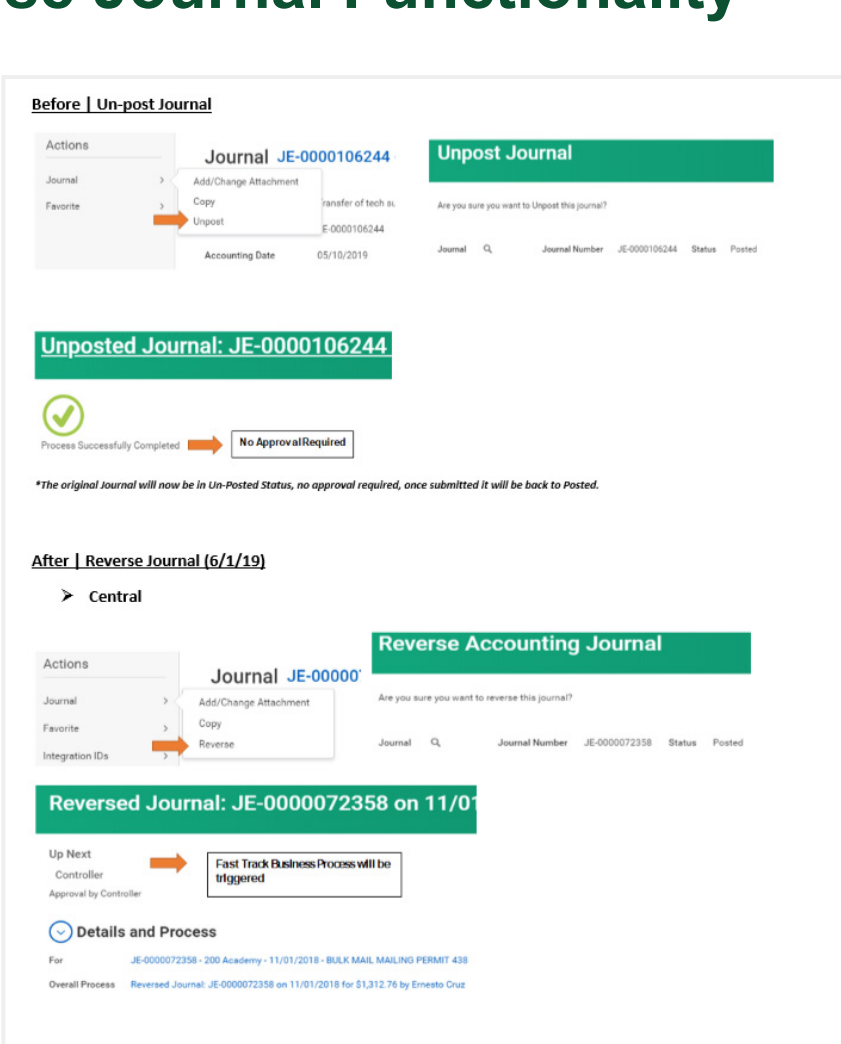 se Journal Functionality
Before | Un-post Journal
Actions
Journal >
Favorite >
Journal JE-0000106244
Add/Change Attachment
Copy
Unpost
ransfer of tech su
E-0000106244
Accounting Date 05/10/2019
Unpost Journal
Are you sure you want to Unpost this journal?
Journal Journal Number JE-0000106244 Status Posted
Unposted Journal: JE-0000106244
Process Successfully Completed
No Approval Required
*The original Journal will now be in Un-Posted Status, no approval required, once submitted it will be back to Posted.
After | Reverse Journal (6/1/19)
➢ Central
Actions
Journal >
Favorite >
Integration IDs >
Journal JE-00000
Add/Change Attachment
Copy
Reverse
Reverse Accounting Journal
Are you sure you want to reverse this journal?
Journal Journal Number JE-0000072358 Status Posted
Reversed Journal: JE-0000072358 on 11/01
Up Next
Controller
Approval by Controller
Fast Track Business Process will be
triggered
Details and Process
For JE-0000072358 - 200 Academy - 11/01/2018 - BULK MAIL MAILING PERMIT 438
Overall Process Reversed Journal: JE-0000072358 on 11/01/2018 for $1,312.76 by Ernesto Cruz